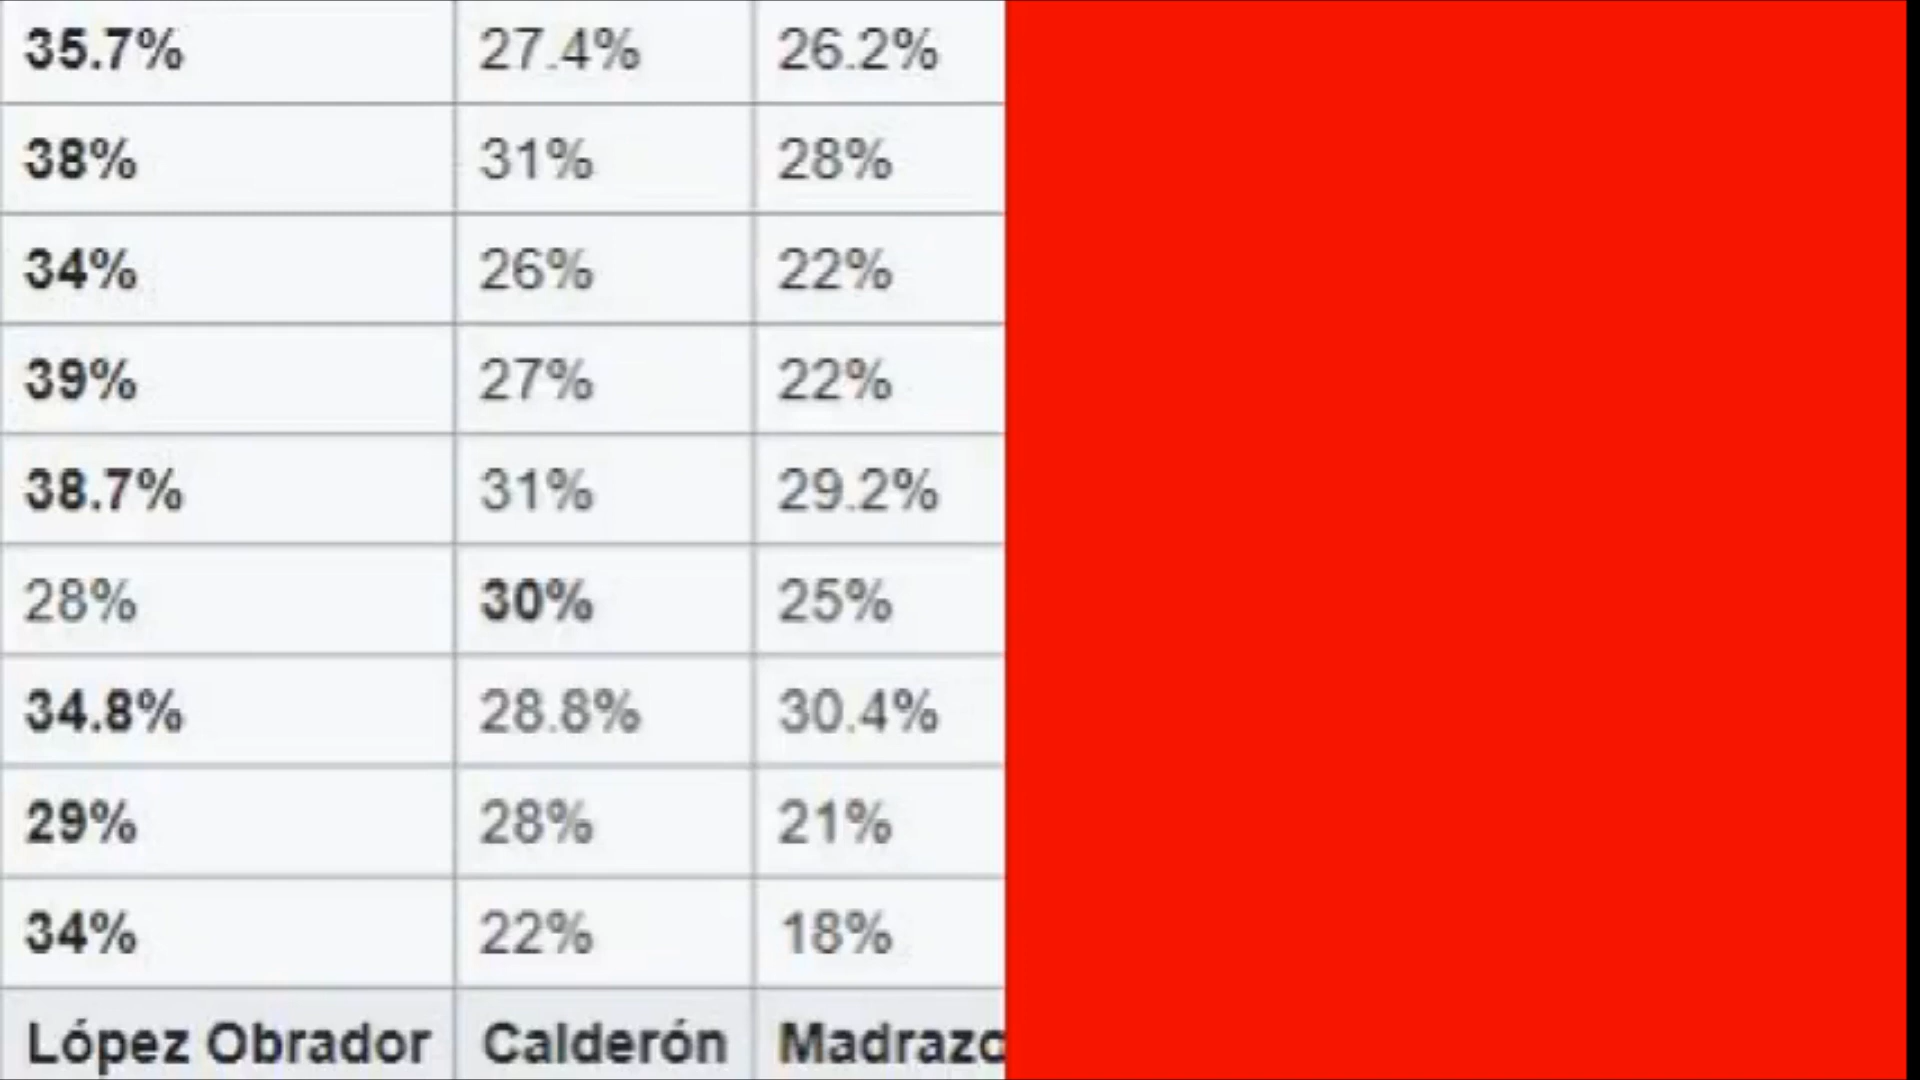 35.7% 27.4% 26.2%
38% 31% 28%
34% 26% 22%
39% 27% 22%
38.7% 31% 29.2%
28% 30% 25%
34.8% 28.8% 30.4%
29% 28% 21%
34% 22% 18%
López Obrador Calderón Madrazo